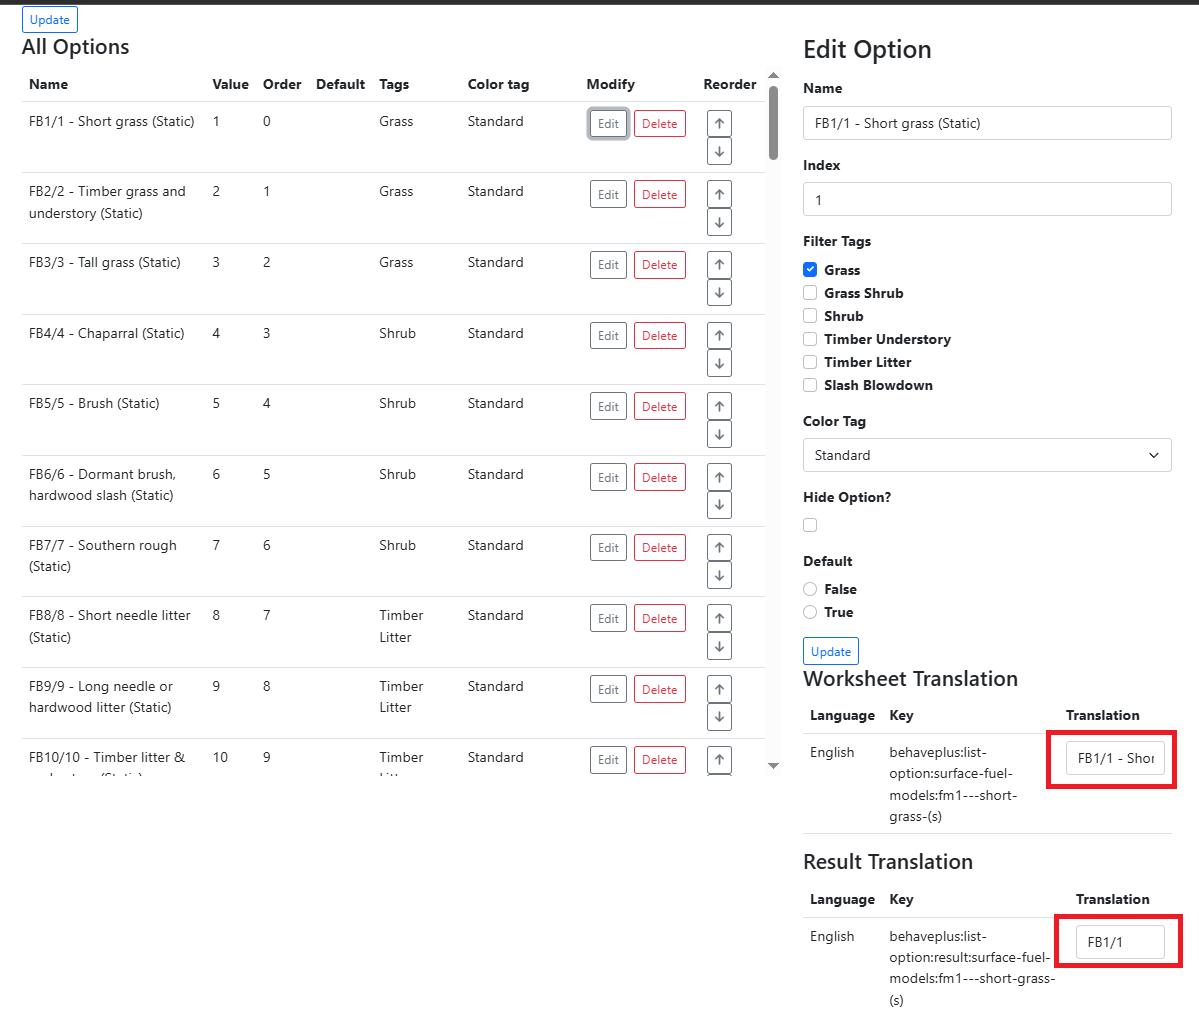 Update
All Options
Name Value Order Default Tags Color tag Modify Reorder
FB1/1 - Short grass (Static) 1 0 Grass Standard Edit Delete
FB2/2 - Timber grass and 2 1 Grass Standard Edit Delete
understory (Static)
FB3/3 - Tall grass (Static) 3 2 Grass Standard Edit Delete
FB4/4 - Chaparral (Static) 4 3 Shrub Standard Edit Delete
FB5/5 - Brush (Static) 5 4 Shrub Standard Edit Delete
FB6/6 - Dormant brush, 6 5 Shrub Standard Edit Delete
hardwood slash (Static)
FB7/7 - Southern rough 7 6 Shrub Standard Edit Delete
(Static)
FB8/8 - Short needle litter 8 7 Timber Standard Edit Delete
(Static) Litter
FB9/9 - Long needle or 9 8 Timber Standard Edit Delete
hardwood litter (Static) Litter
FB10/10 - Timber litter & 10 9 Timber Standard Edit Delete
Edit Option
Name
FB1/1 - Short grass (Static)
Index
1
Filter Tags
Grass
Grass Shrub
Shrub
Timber Understory
Timber Litter
Slash Blowdown
Color Tag
Standard
Hide Option?
Default
False
True
Update
Worksheet Translation
Language Key Translation
English behaveplus:list- FB1/1 - Shor
option:surface-fuel-
models:fm1---short-
grass-(s)
Result Translation
Language Key Translation
English behaveplus:list- FB1/1
option:result:surface-fuel-
models:fm1---short-grass-
(s)